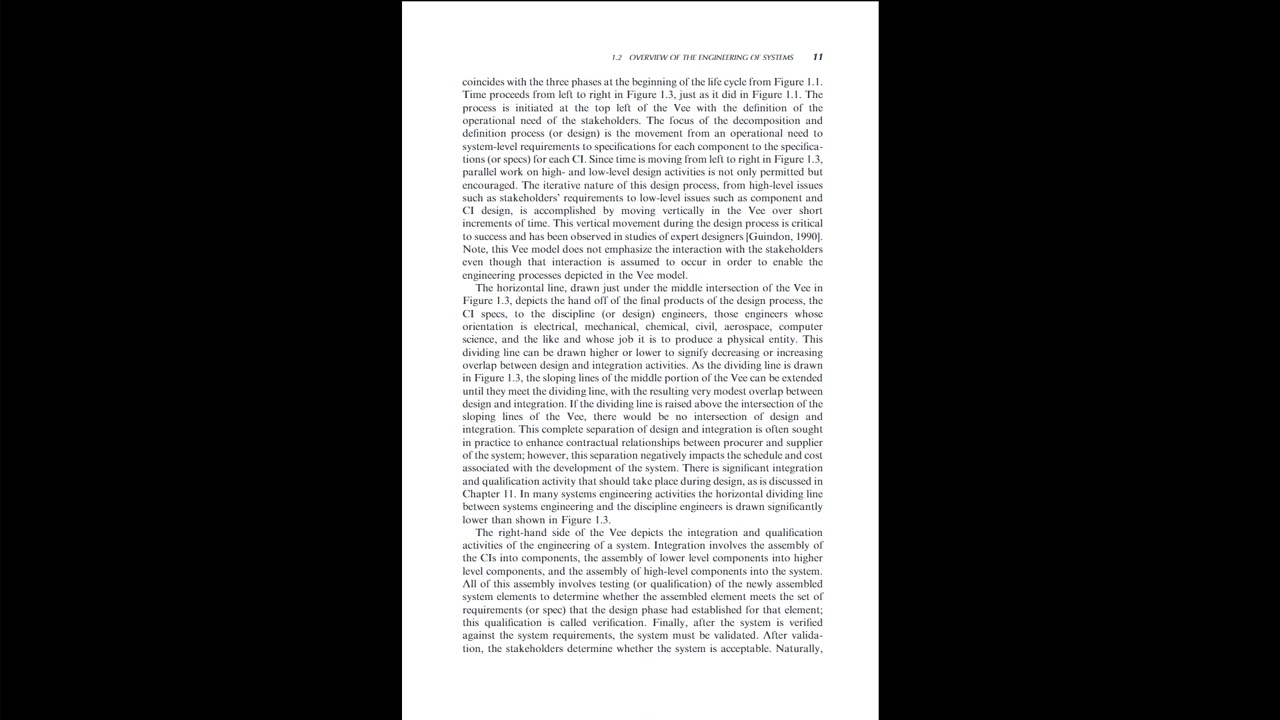 1.2 OVERVIEW OF THE ENGINEERING OF SYSTEMS 11
coincides with the three phases at the beginning of the life cycle from Figure 1.1.
Time proceeds from left to right in Figure 1.3, just as it did in Figure 1.1. The
process is initiated at the top left of the Vee with the definition of the
operational need of the stakeholders. The focus of the decomposition and
definition process (or design) is the movement from an operational need to
system-level requirements to specifications for each component to the specifica-
tions (or specs) for each CI. Since time is moving from left to right in Figure 1.3,
parallel work on high- and low-level design activities is not only permitted but
encouraged. The iterative nature of this design process, from high-level issues
such as stakeholders' requirements to low-level issues such as component and
CI design, is accomplished by moving vertically in the Vee over short
increments of time. This vertical movement during the design process is critical
to success and has been observed in studies of expert designers [Guindon, 1990].
Note, this Vee model does not emphasize the interaction with the stakeholders
even though that interaction is assumed to occur in order to enable the
engineering processes depicted in the Vee model.
The horizontal line, drawn just under the middle intersection of the Vee in
Figure 1.3, depicts the hand off of the final products of the design process, the
CI specs, to the discipline (or design) engineers, those engineers whose
orientation is electrical, mechanical, chemical, civil, aerospace, computer
science, and the like and whose job it is to produce a physical entity. This
dividing line can be drawn higher or lower to signify decreasing or increasing
overlap between design and integration activities. As the dividing line is drawn
in Figure 1.3, the sloping lines of the middle portion of the Vee can be extended
until they meet the dividing line, with the resulting very modest overlap between
design and integration. If the dividing line is raised above the intersection of the
sloping lines of the Vee, there would be no intersection of design and
integration. This complete separation of design and integration is often sought
in practice to enhance contractual relationships between procurer and supplier
of the system; however, this separation negatively impacts the schedule and cost
associated with the development of the system. There is significant integration
and qualification activity that should take place during design, as is discussed in
Chapter 11. In many systems engineering activities the horizontal dividing line
between systems engineering and the discipline engineers is drawn significantly
lower than shown in Figure 1.3.
The right-hand side of the Vee depicts the integration and qualification
activities of the engineering of a system. Integration involves the assembly of
the CIs into components, the assembly of lower level components into higher
level components, and the assembly of high-level components into the system.
All of this assembly involves testing (or qualification) of the newly assembled
system elements to determine whether the assembled element meets the set of
requirements (or spec) that the design phase had established for that element;
this qualification is called verification. Finally, after the system is verified
against the system requirements, the system must be validated. After valida-
tion, the stakeholders determine whether the system is acceptable. Naturally,